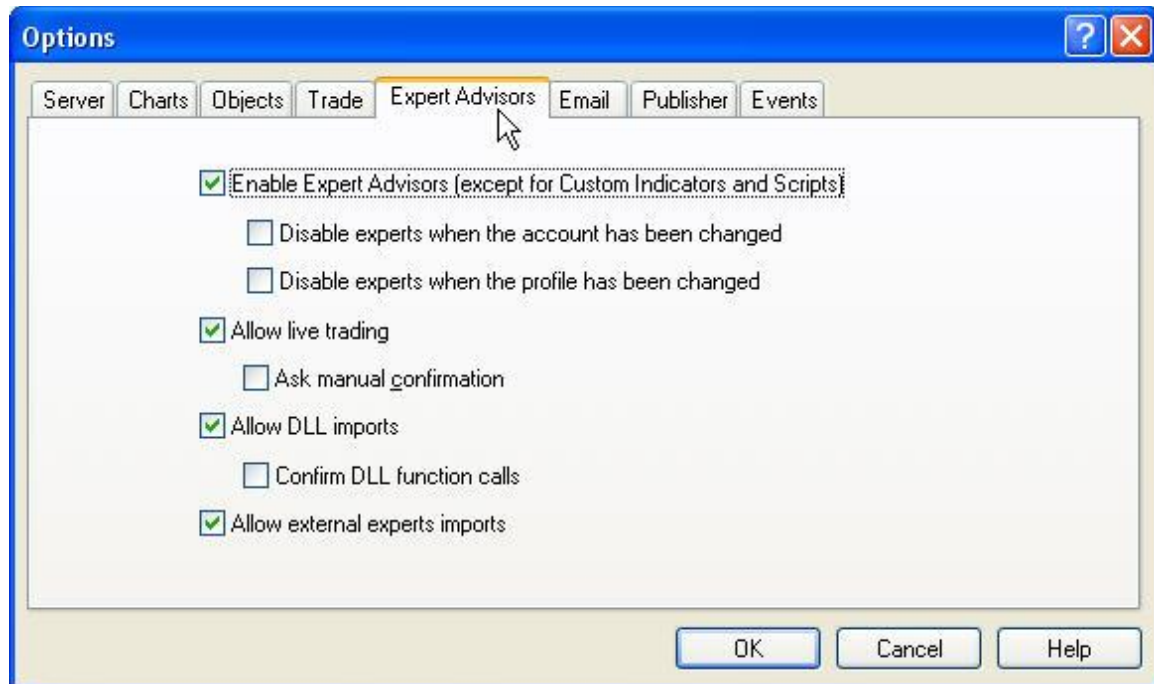 Options
Server Charts Objects Trade Expert Advisors Email Publisher Events
Enable Expert Advisors (except for Custom Indicators and Scripts)
Disable experts when the account has been changed
Disable experts when the profile has been changed
Allow live trading
Ask manual confirmation
Allow DLL imports
Confirm DLL function calls
Allow external experts imports
OK Cancel Help